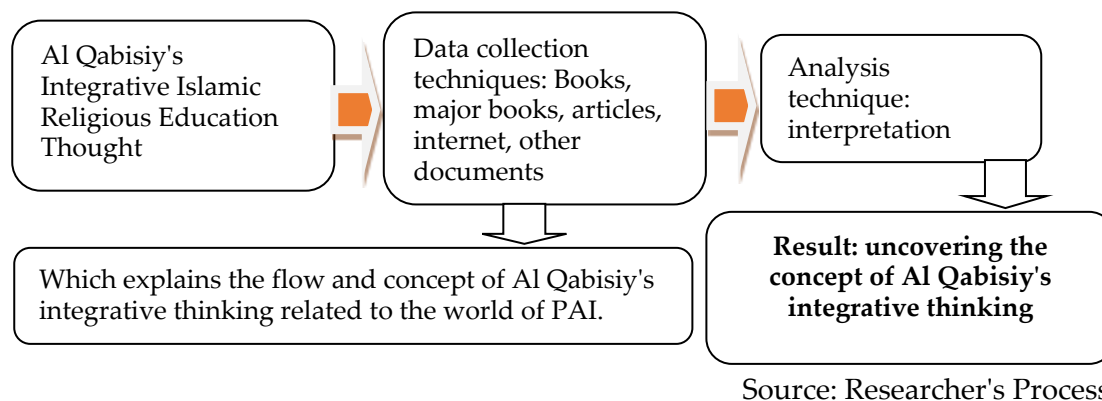 Al Qabisiy's
Integrative Islamic
Religious Education
Thought
Data collection
techniques: Books,
major books, articles,
internet, other
documents
Analysis
technique:
interpretation
Which explains the flow and concept of Al Qabisiy's
integrative thinking related to the world of PAI.
Result: uncovering the
concept of Al Qabisiy's
integrative thinking
Source: Researcher's Process